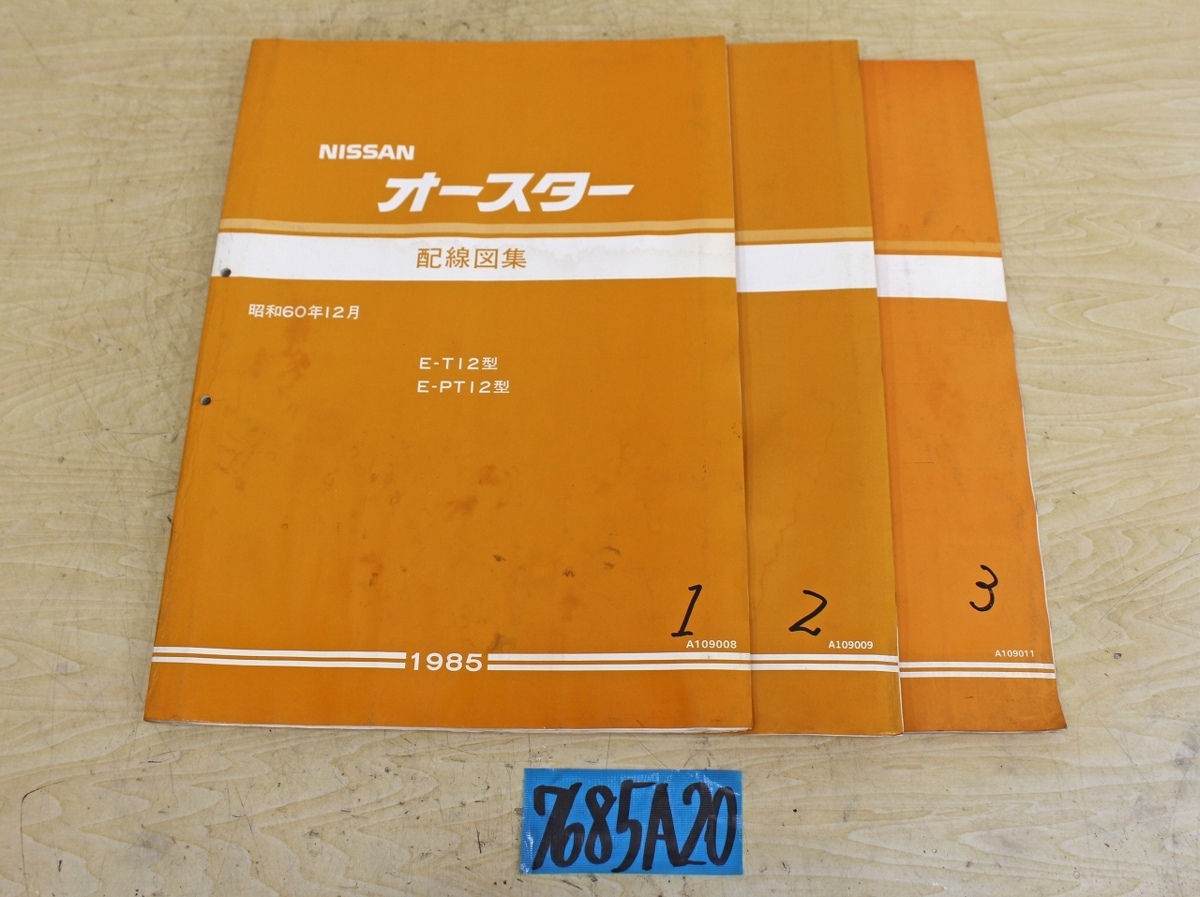 NISSAN
オースター
配線図集
昭和60年12月
E-T12型
E-PT12型
1
A109008
1985
2
A109009
3
A109011
7685A20